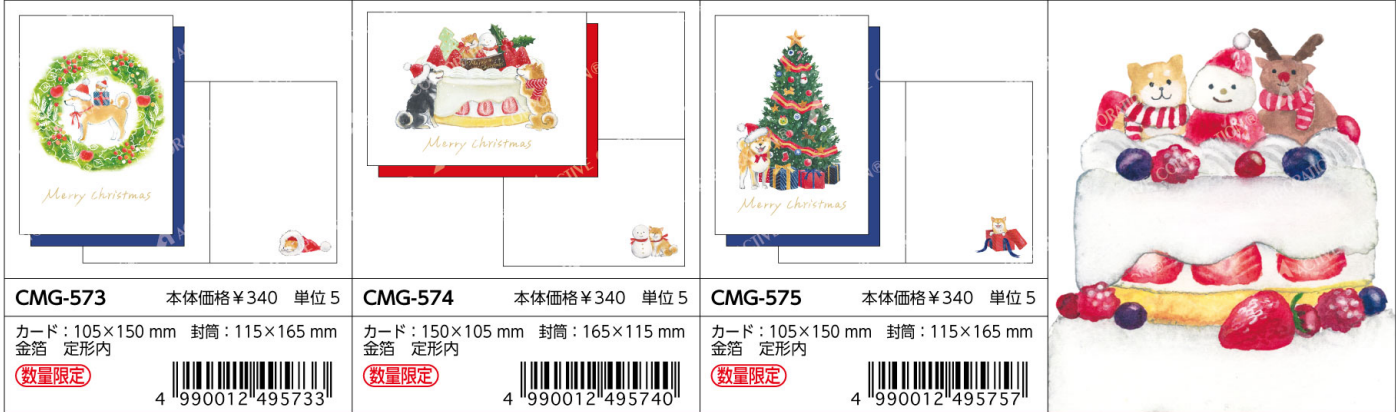 Merry Christmas
CMG-573 本体価格￥340 単位 5
カード：105×150 mm 封筒：115×165 mm
金箔 定形内
数量限定
4 990012 495733
Merry Christmas
CMG-574 本体価格￥340 単位 5
カード：150×105 mm 封筒：165×115 mm
金箔 定形内
数量限定
4 990012 495740
Merry Christmas
CMG-575 本体価格￥340 単位 5
カード：105×150 mm 封筒：115×165 mm
金箔 定形内
数量限定
4 990012 495757